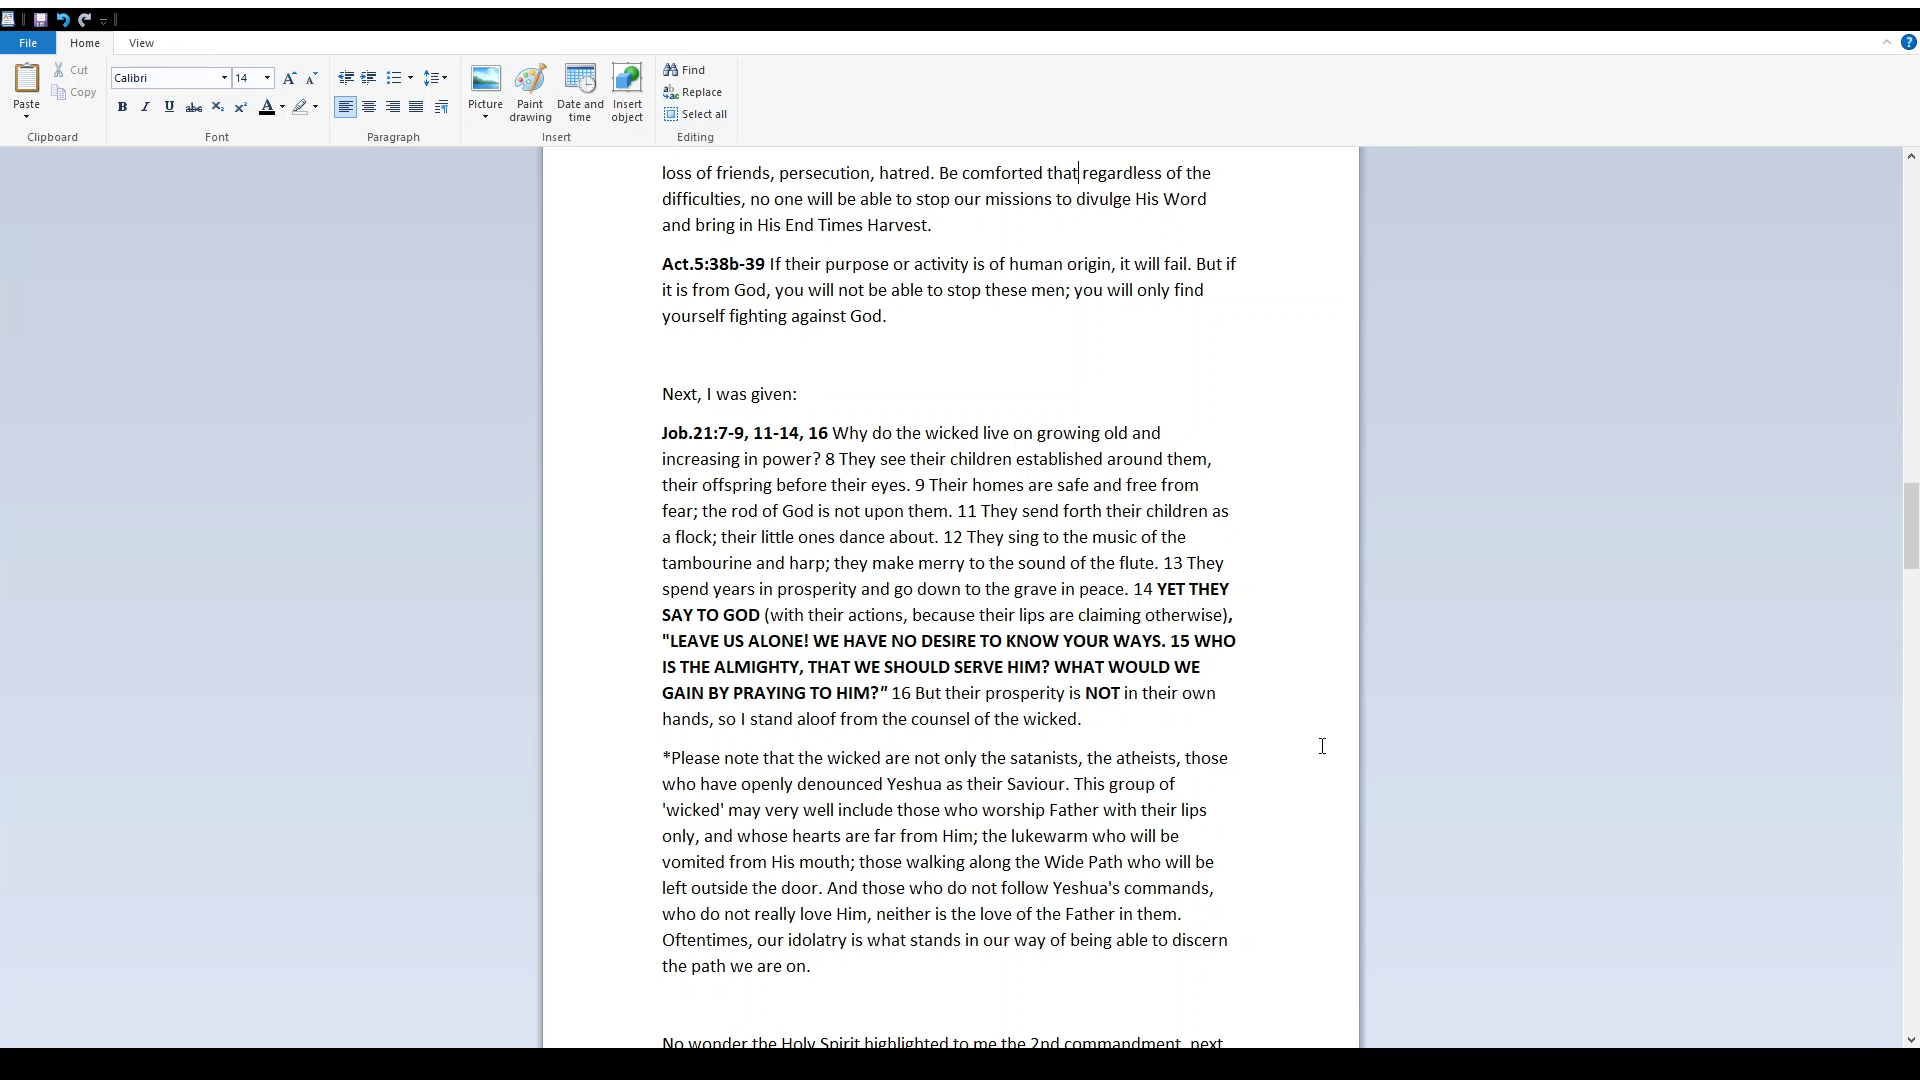 File
Home
View
Paste
Cut
Copy
Clipboard
Calibri
14
Font
Paragraph
Picture
Paint drawing
Date and time
Insert object
Insert
Find
Replace
Select all
Editing
loss of friends, persecution, hatred. Be comforted that regardless of the
difficulties, no one will be able to stop our missions to divulge His Word
and bring in His End Times Harvest.
Act.5:38b-39 If their purpose or activity is of human origin, it will fail. But if
it is from God, you will not be able to stop these men; you will only find
yourself fighting against God.
Next, I was given:
Job.21:7-9, 11-14, 16 Why do the wicked live on growing old and
increasing in power? 8 They see their children established around them,
their offspring before their eyes. 9 Their homes are safe and free from
fear; the rod of God is not upon them. 11 They send forth their children as
a flock; their little ones dance about. 12 They sing to the music of the
tambourine and harp; they make merry to the sound of the flute. 13 They
spend years in prosperity and go down to the grave in peace. 14 YET THEY
SAY TO GOD (with their actions, because their lips are claiming otherwise),
"LEAVE US ALONE! WE HAVE NO DESIRE TO KNOW YOUR WAYS. 15 WHO
IS THE ALMIGHTY, THAT WE SHOULD SERVE HIM? WHAT WOULD WE
GAIN BY PRAYING TO HIM?" 16 But their prosperity is NOT in their own
hands, so I stand aloof from the counsel of the wicked.
*Please note that the wicked are not only the satanists, the atheists, those
who have openly denounced Yeshua as their Saviour. This group of
'wicked' may very well include those who worship Father with their lips
only, and whose hearts are far from Him; the lukewarm who will be
vomited from His mouth; those walking along the Wide Path who will be
left outside the door. And those who do not follow Yeshua's commands,
who do not really love Him, neither is the love of the Father in them.
Oftentimes, our idolatry is what stands in our way of being able to discern
the path we are on.
No wonder the Holy Spirit highlighted to me the 2nd commandment, next